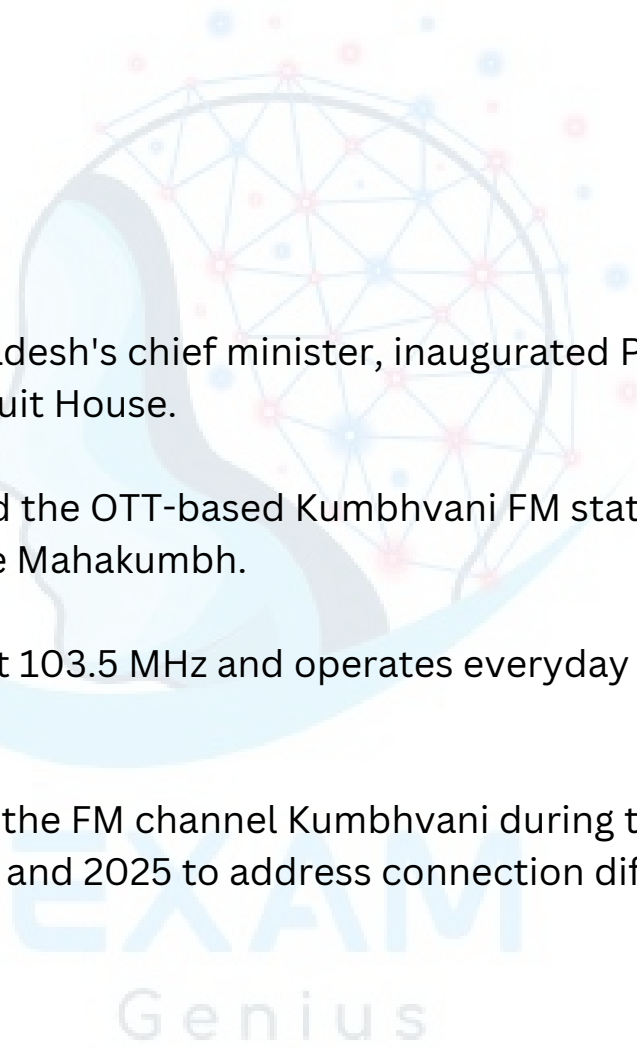 adesh's chief minister, inaugurated P
uit House.
d the OTT-based Kumbhvani FM stat
e Mahakumbh.
t 103.5 MHz and operates everyday
the FM channel Kumbhvani during t
and 2025 to address connection dif
EXAM
Genius